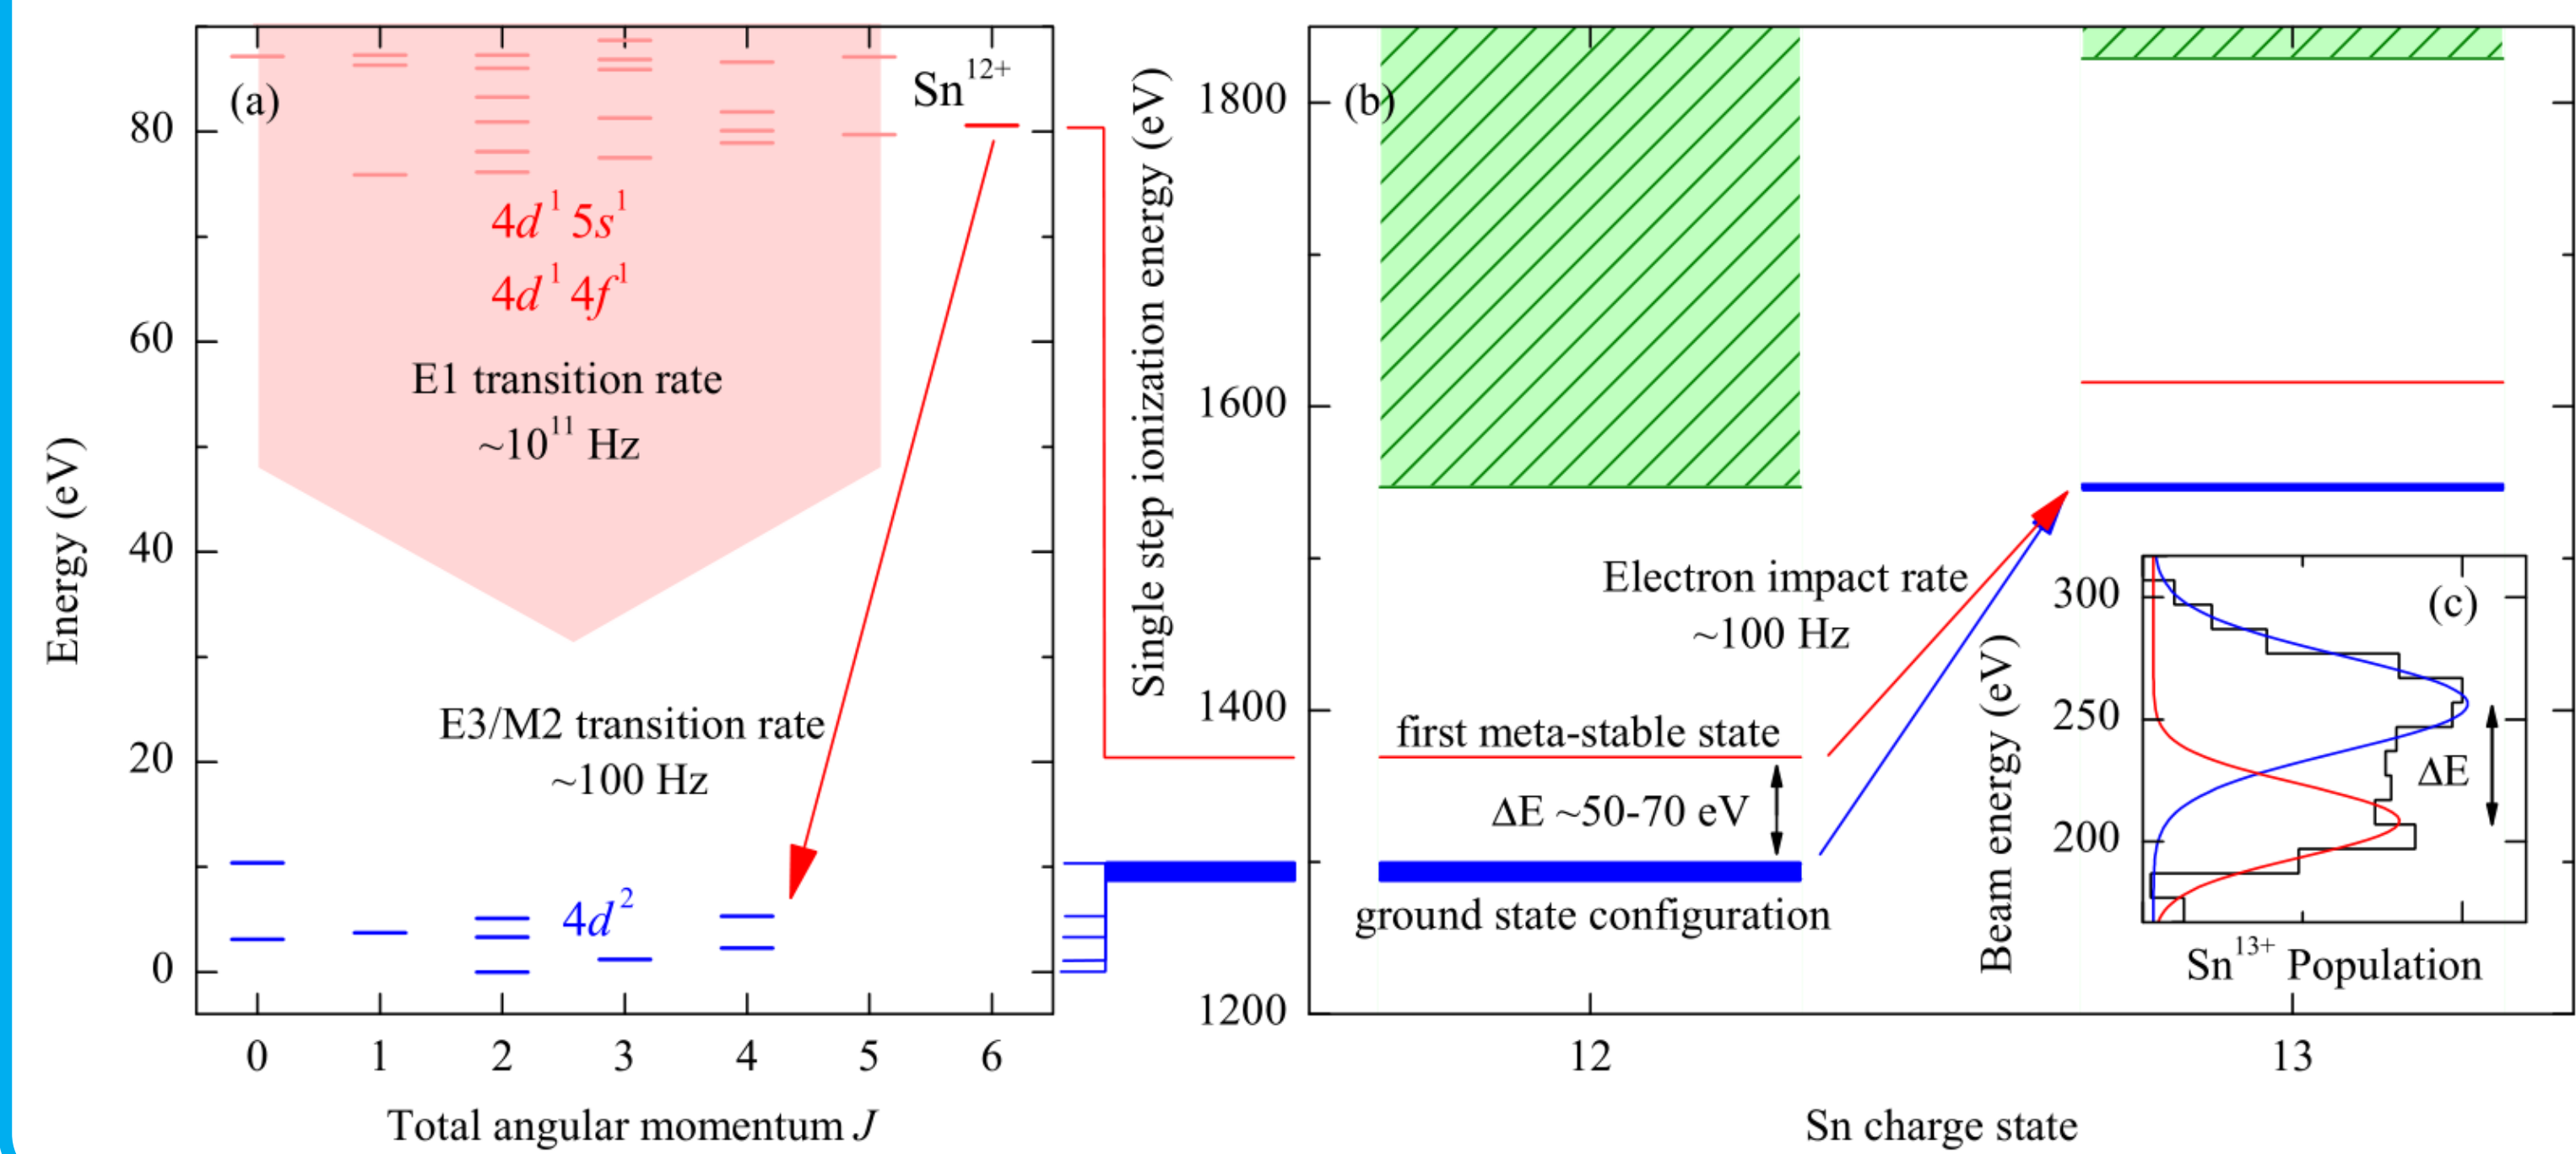 (a)
Sn¹²⁺
80
60
40
20
0
Energy (eV)
4d¹ 5s¹
4d¹ 4f¹
E1 transition rate
~10¹¹ Hz
E3/M2 transition rate
~100 Hz
4d²
0 1 2 3 4 5 6
Total angular momentum J
Single step ionization energy (eV)
1800
1600
1400
1200
(b)
Electron impact rate
~100 Hz
first meta-stable state
ΔE ~50-70 eV
ground state configuration
12 13
Sn charge state
(c)
Beam energy (eV)
300
250
200
ΔE
Sn¹³⁺ Population